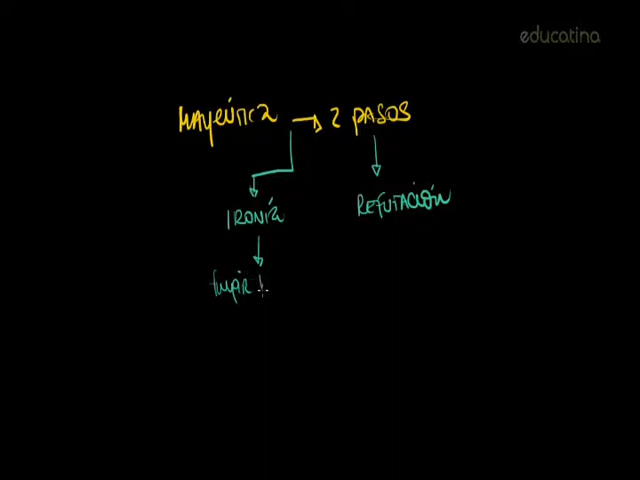 educatina
Mayeútica → 2 PASOS
IRONÍA
REFUTACIÓN
fingir